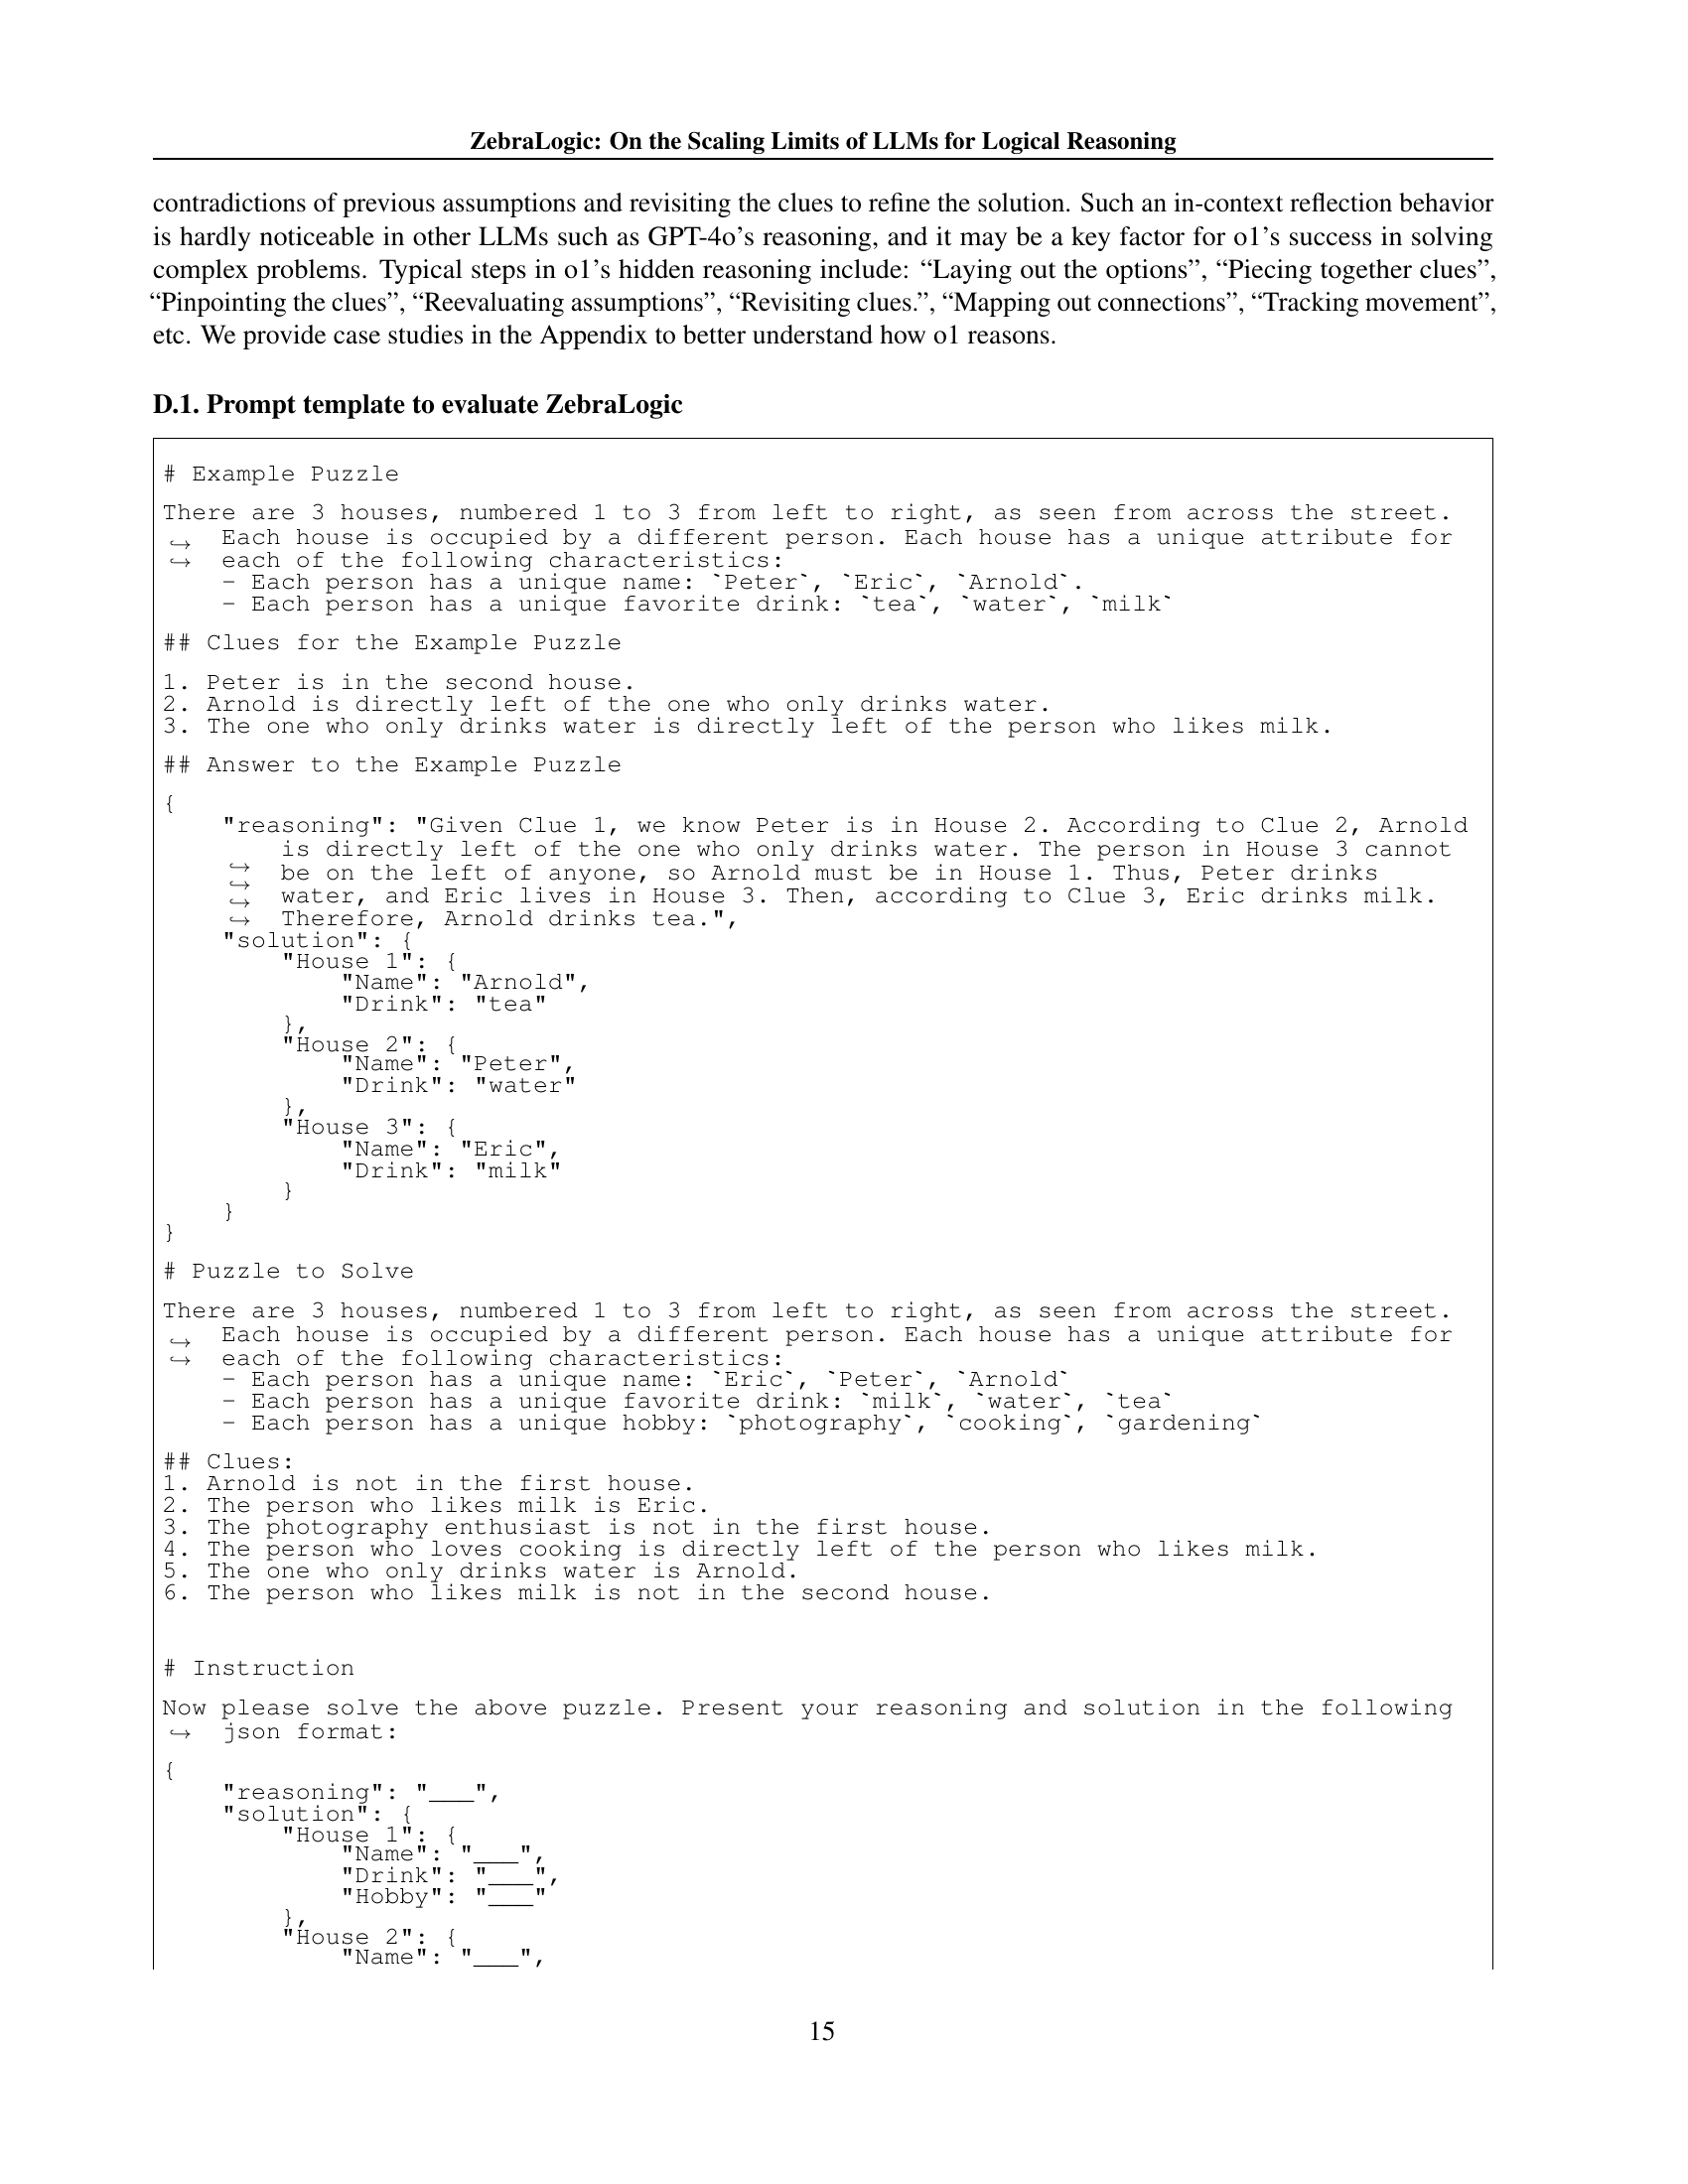 ZebraLogic: On the Scaling Limits of LLMs for Logical Reasoning
contradictions of previous assumptions and revisiting the clues to refine the solution. Such an in-context reflection behavior
is hardly noticeable in other LLMs such as GPT-4o’s reasoning, and it may be a key factor for o1’s success in solving
complex problems. Typical steps in o1’s hidden reasoning include: “Laying out the options”, “Piecing together clues”,
“Pinpointing the clues”, “Reevaluating assumptions”, “Revisiting clues.”, “Mapping out connections”, “Tracking movement”,
etc. We provide case studies in the Appendix to better understand how o1 reasons.
D.1. Prompt template to evaluate ZebraLogic
# Example Puzzle
There are 3 houses, numbered 1 to 3 from left to right, as seen from across the street.
↪ Each house is occupied by a different person. Each house has a unique attribute for
↪ each of the following characteristics:
- Each person has a unique name: `Peter`, `Eric`, `Arnold`.
- Each person has a unique favorite drink: `tea`, `water`, `milk`
## Clues for the Example Puzzle
1. Peter is in the second house.
2. Arnold is directly left of the one who only drinks water.
3. The one who only drinks water is directly left of the person who likes milk.
## Answer to the Example Puzzle
{
"reasoning": "Given Clue 1, we know Peter is in House 2. According to Clue 2, Arnold
↪ is directly left of the one who only drinks water. The person in House 3 cannot
↪ be on the left of anyone, so Arnold must be in House 1. Thus, Peter drinks
↪ water, and Eric lives in House 3. Then, according to Clue 3, Eric drinks milk.
↪ Therefore, Arnold drinks tea.",
"solution": {
"House 1": {
"Name": "Arnold",
"Drink": "tea"
},
"House 2": {
"Name": "Peter",
"Drink": "water"
},
"House 3": {
"Name": "Eric",
"Drink": "milk"
}
}
}
# Puzzle to Solve
There are 3 houses, numbered 1 to 3 from left to right, as seen from across the street.
↪ Each house is occupied by a different person. Each house has a unique attribute for
↪ each of the following characteristics:
- Each person has a unique name: `Eric`, `Peter`, `Arnold`
- Each person has a unique favorite drink: `milk`, `water`, `tea`
- Each person has a unique hobby: `photography`, `cooking`, `gardening`
## Clues:
1. Arnold is not in the first house.
2. The person who likes milk is Eric.
3. The photography enthusiast is not in the first house.
4. The person who loves cooking is directly left of the person who likes milk.
5. The one who only drinks water is Arnold.
6. The person who likes milk is not in the second house.
# Instruction
Now please solve the above puzzle. Present your reasoning and solution in the following
↪ json format:
{
"reasoning": "___",
"solution": {
"House 1": {
"Name": "___",
"Drink": "___",
"Hobby": "___"
},
"House 2": {
"Name": "___",
15